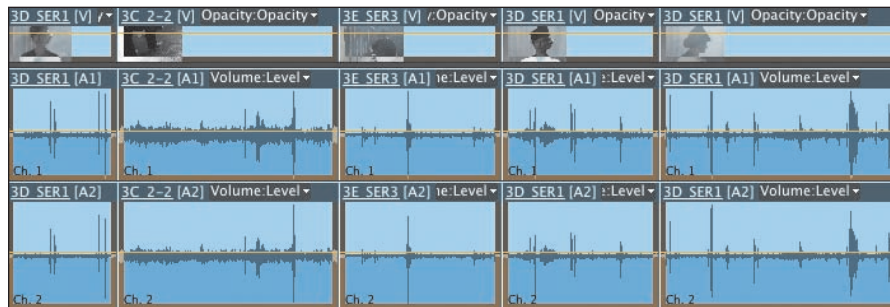 3D_SER1 [V] 3C_2-2 [V] Opacity:Opacity 3E_SER3 [V] /:Opacity 3D_SER1 [V] Opacity:Opacity 3D_SER1 [V] Opacity:Opacity
3D_SER1 [A1] 3C_2-2 [A1] Volume:Level 3E_SER3 [A1] ne:Level 3D_SER1 [A1] :Level 3D_SER1 [A1] Volume:Level
Ch. 1 Ch. 1 Ch. 1 Ch. 1 Ch. 1
3D_SER1 [A2] 3C_2-2 [A2] Volume:Level 3E_SER3 [A2] ne:Level 3D_SER1 [A2] :Level 3D_SER1 [A2] Volume:Level
Ch. 2 Ch. 2 Ch. 2 Ch. 2 Ch. 2